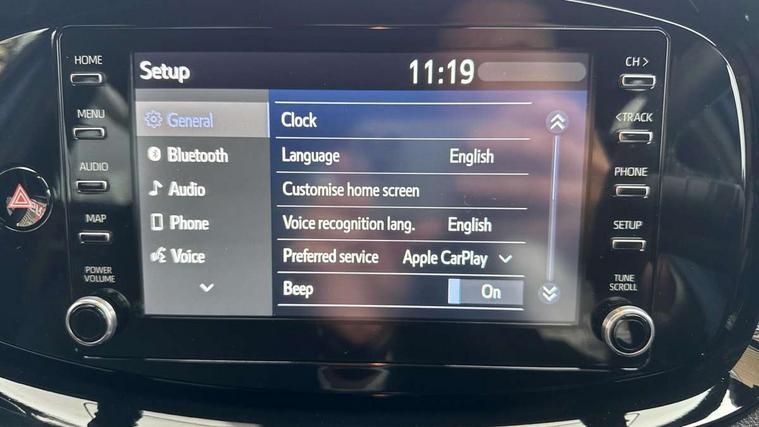 HOME
MENU
AUDIO
MAP
POWER
VOLUME
Setup 11:19
General
Bluetooth
Audio
Phone
Voice
Clock
Language English
Customise home screen
Voice recognition lang. English
Preferred service Apple CarPlay
Beep On
CH >
< TRACK
PHONE
SETUP
TUNE
SCROLL